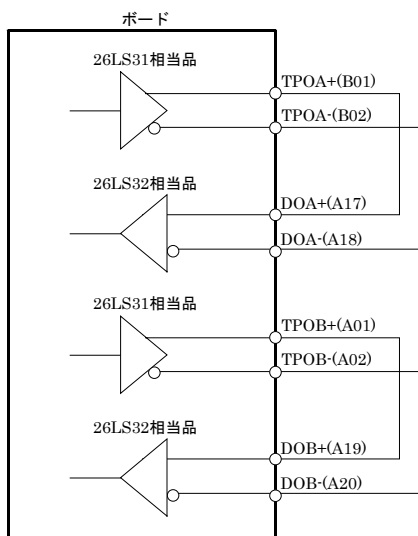 ボード
26LS31相当品
TPOA+(B01)
TPOA-(B02)
26LS32相当品
DOA+(A17)
DOA-(A18)
26LS31相当品
TPOB+(A01)
TPOB-(A02)
26LS32相当品
DOB+(A19)
DOB-(A20)